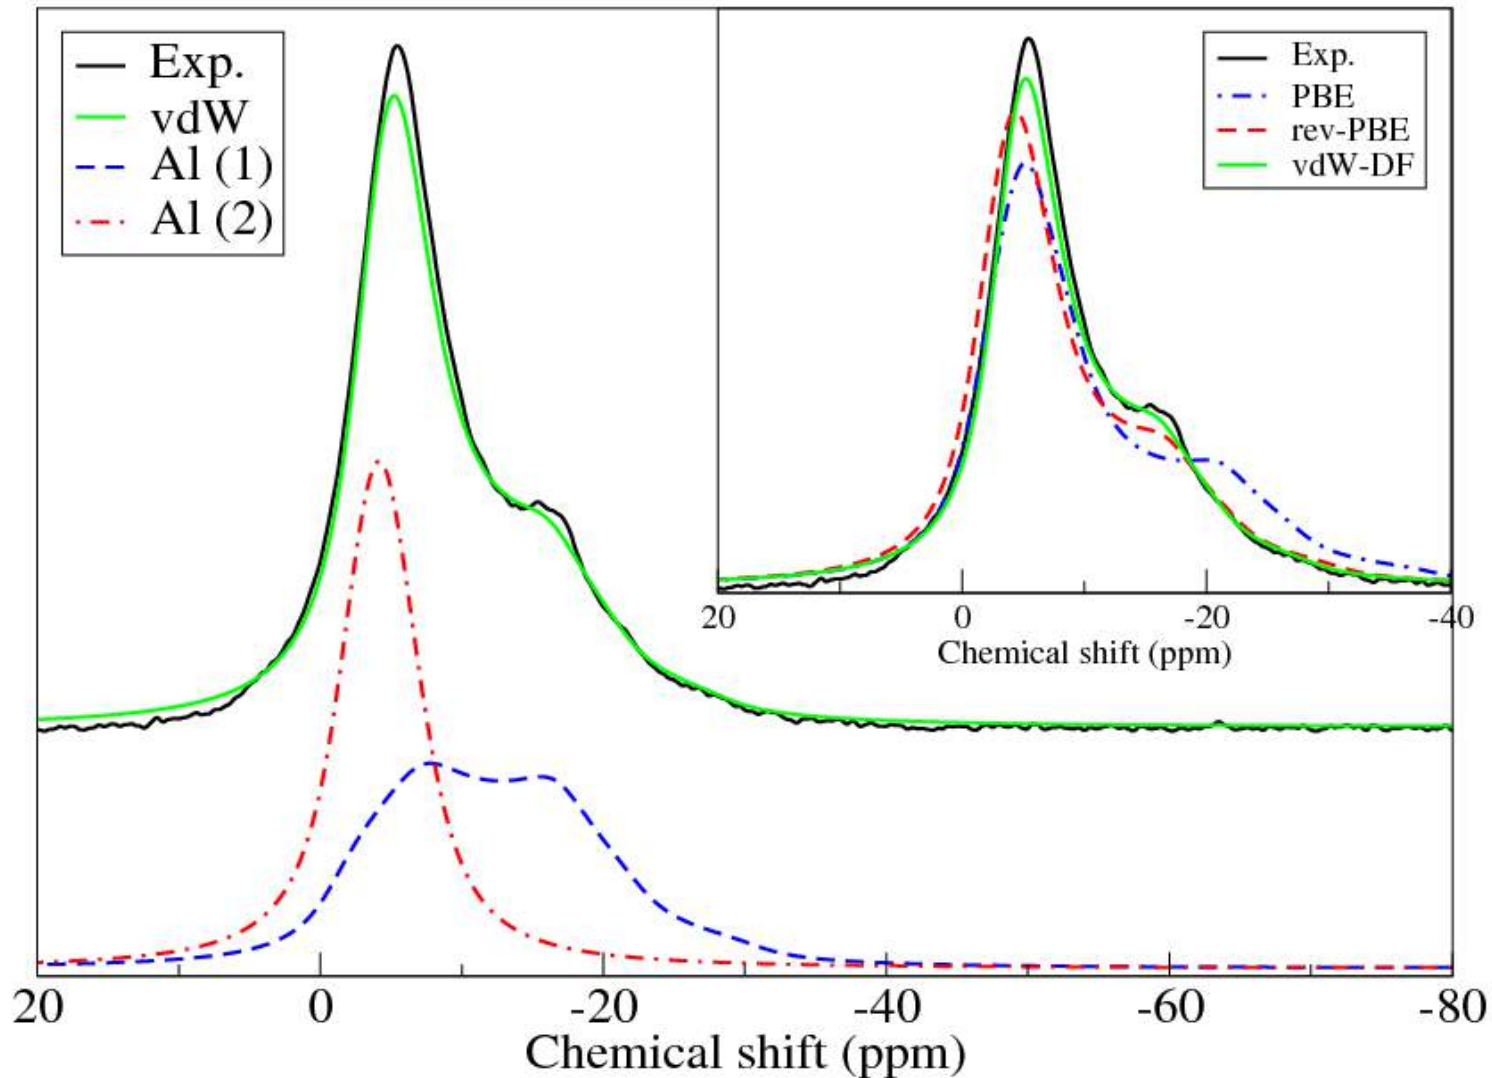 Exp.
vdW
Al (1)
Al (2)
Exp.
PBE
rev-PBE
vdW-DF
20 0 -20 -40
Chemical shift (ppm)
20 0 -20 -40 -60 -80
Chemical shift (ppm)